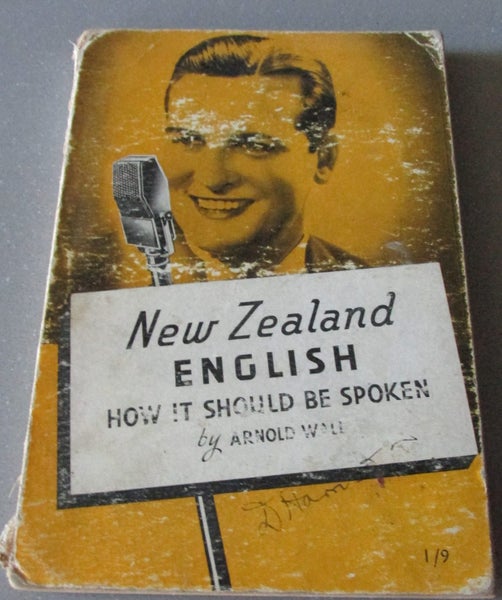 New Zealand
ENGLISH
HOW IT SHOULD BE SPOKEN
by ARNOLD WALL
1/9